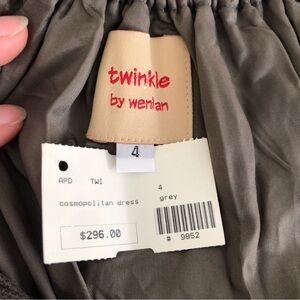 twinkle
by wenlan
4
APD TWI 4
cosmopolitan dress grey
$296.00
# 9852